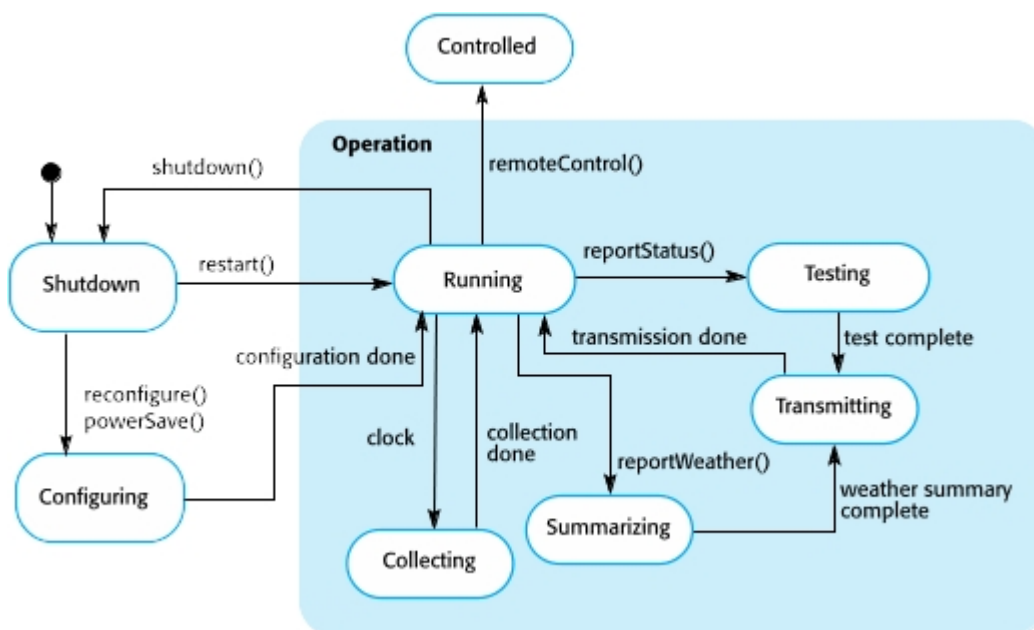 Controlled
Operation
shutdown()
remoteControl()
Shutdown
restart()
Running
reportStatus()
Testing
configuration done
transmission done
test complete
reconfigure()
powerSave()
Transmitting
clock
collection
done
reportWeather()
Configuring
weather summary
complete
Summarizing
Collecting